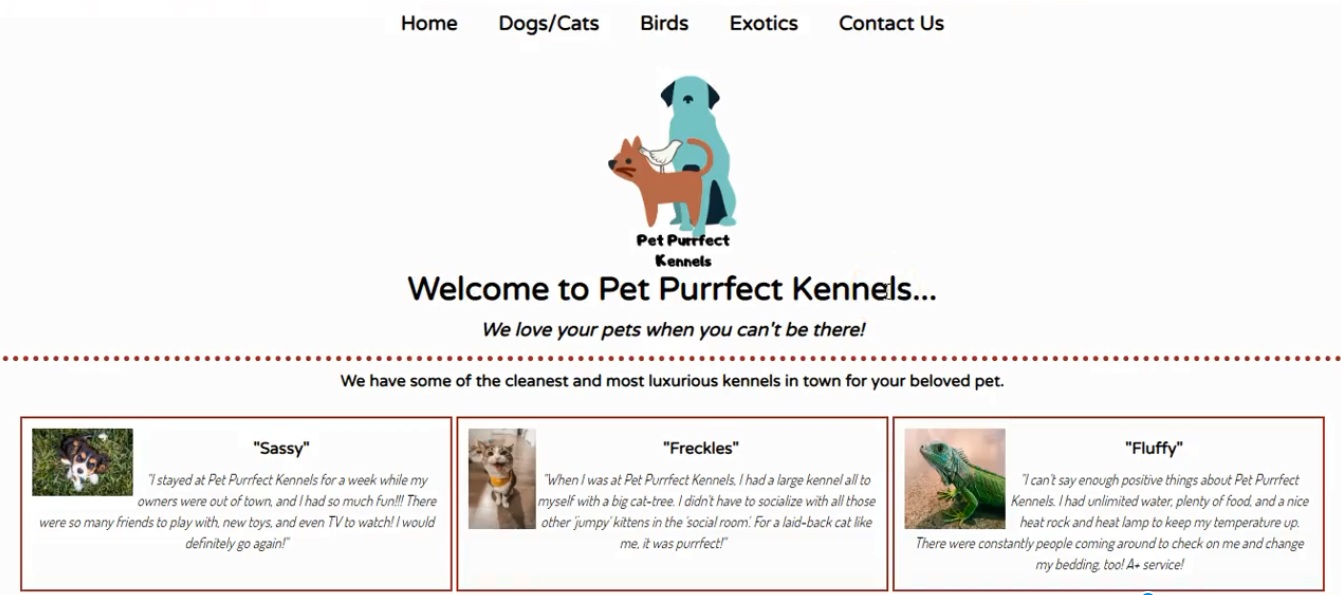 Home Dogs/Cats Birds Exotics Contact Us
Pet Purrfect
Kennels
Welcome to Pet Purrfect Kennels...
We love your pets when you can't be there!
We have some of the cleanest and most luxurious kennels in town for your beloved pet.
"Sassy"
"I stayed at Pet Purrfect Kennels for a week while my
owners were out of town, and I had so much fun!!! There
were so many friends to play with, new toys, and even TV to watch! I would
definitely go again!"
"Freckles"
"When I was at Pet Purrfect Kennels, I had a large kennel all to
myself with a big cat-tree. I didn't have to socialize with all those
other 'jumpy' kittens in the 'social room'. For a laid-back cat like
me, it was purrfect!"
"Fluffy"
"I can't say enough positive things about Pet Purrfect
Kennels. I had unlimited water, plenty of food, and a nice
heat rock and heat lamp to keep my temperature up.
There were constantly people coming around to check on me and change
my bedding, too! A+ service!